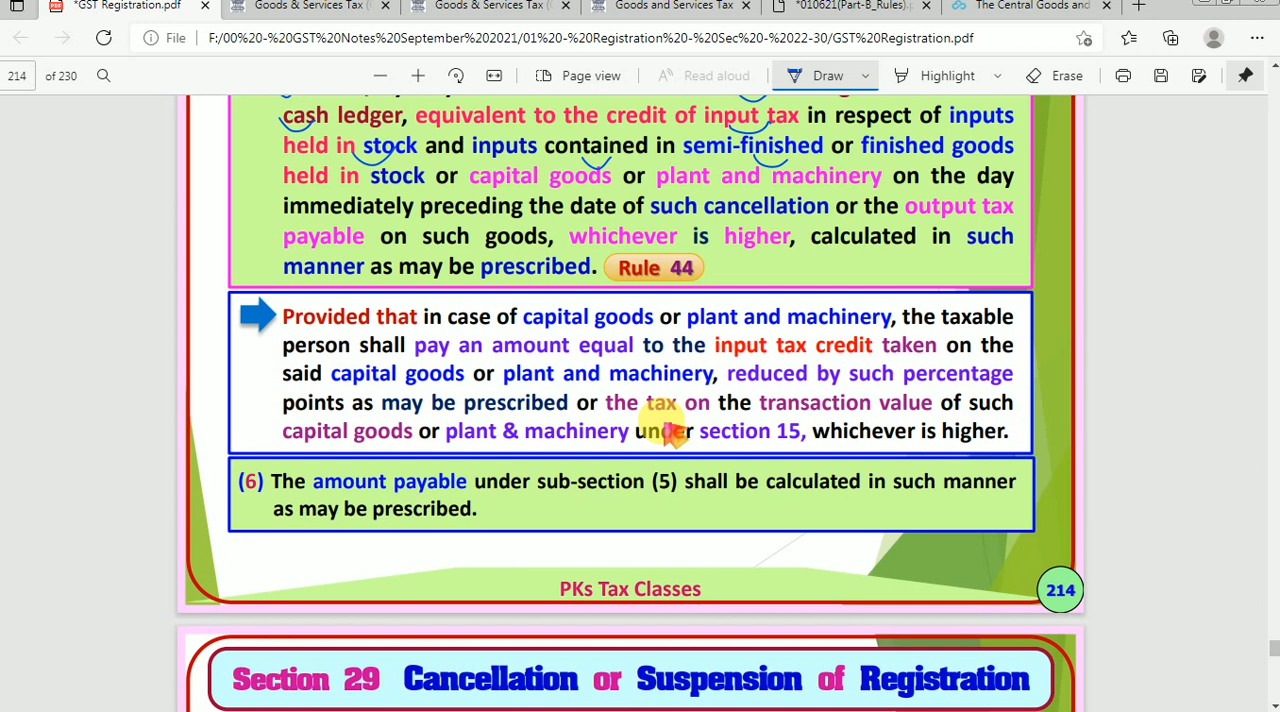 *GST Registration.pdf
Goods & Services Tax (
Goods & Services Tax (
Goods and Services Tax
*010621(Part-B_Rules).
The Central Goods and
File F:/00%20-%20GST%20Notes%20September%202021/01%20-%20Registration%20-%20Sec%20-%2022-30/GST%20Registration.pdf
214 of 230 Page view Read aloud Draw Highlight Erase
cash ledger, equivalent to the credit of input tax in respect of inputs
held in stock and inputs contained in semi-finished or finished goods
held in stock or capital goods or plant and machinery on the day
immediately preceding the date of such cancellation or the output tax
payable on such goods, whichever is higher, calculated in such
manner as may be prescribed. Rule 44
Provided that in case of capital goods or plant and machinery, the taxable
person shall pay an amount equal to the input tax credit taken on the
said capital goods or plant and machinery, reduced by such percentage
points as may be prescribed or the tax on the transaction value of such
capital goods or plant & machinery under section 15, whichever is higher.
(6) The amount payable under sub-section (5) shall be calculated in such manner
as may be prescribed.
PKs Tax Classes
214
Section 29 Cancellation or Suspension of Registration